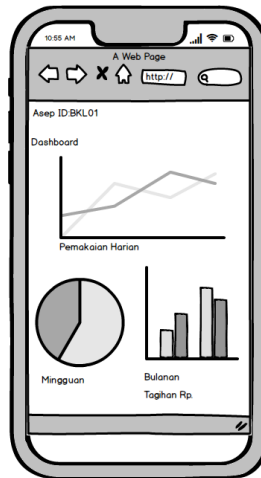 10:55 AM
A Web Page
http://
Asep ID:BKL01
Dashboard
Pemakaian Harian
Mingguan
Bulanan
Tagihan Rp.